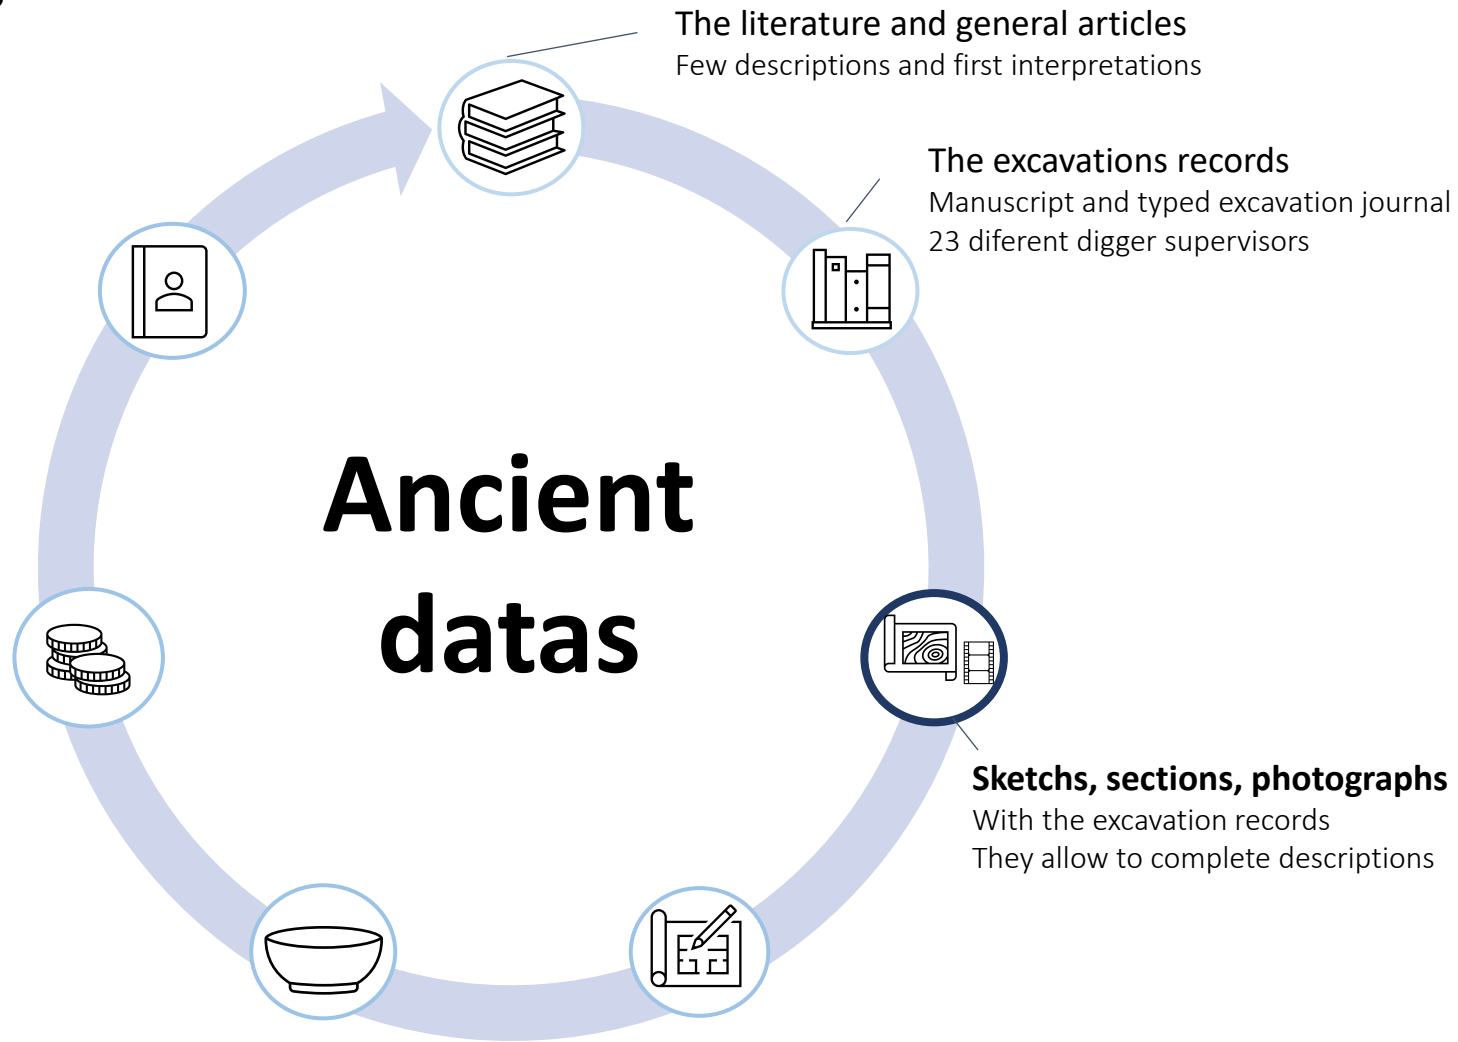 The literature and general articles
Few descriptions and first interpretations
The excavations records
Manuscript and typed excavation journal
23 diferent digger supervisors
Ancient
datas
Sketchs, sections, photographs
With the excavation records
They allow to complete descriptions